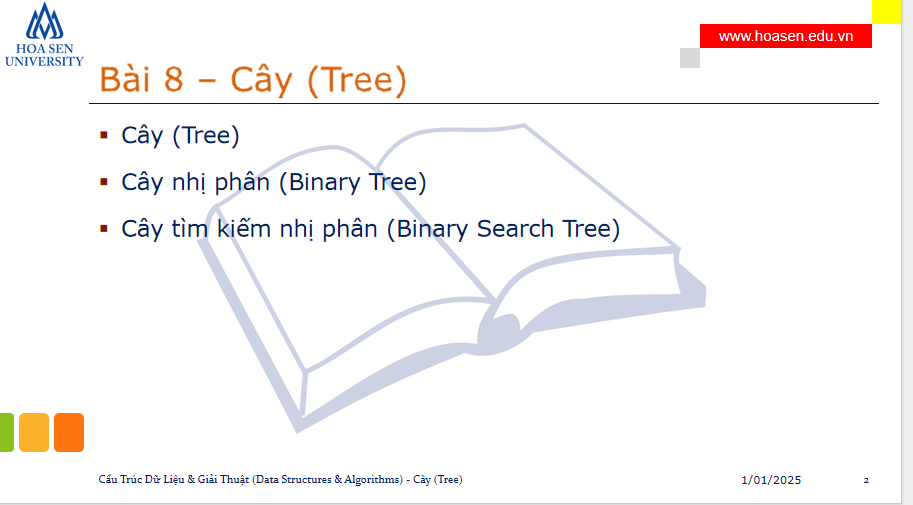 HOA SEN
UNIVERSITY
www.hoasen.edu.vn
Bài 8 – Cây (Tree)
Cây (Tree)
Cây nhị phân (Binary Tree)
Cây tìm kiếm nhị phân (Binary Search Tree)
Cấu Trúc Dữ Liệu & Giải Thuật (Data Structures & Algorithms) - Cây (Tree)
1/01/2025
2